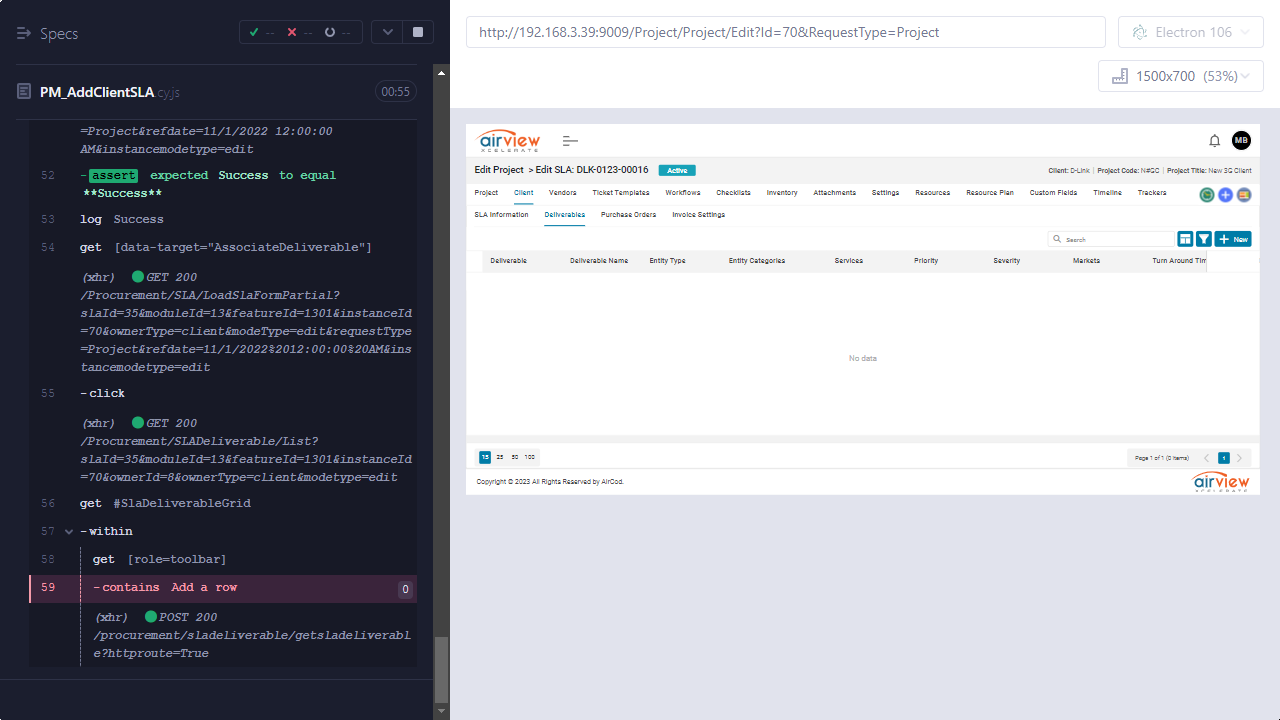 Specs
--
--
--
PM_AddClientSLA.cy.js
00:55
=Project&refdate=11/1/2022 12:00:00
AM&instancemodetype=edit
52 -assert expected Success to equal
**Success**
53 log Success
54 get [data-target="AssociateDeliverable"]
(xhr) GET 200
/Procurement/SLA/LoadSlaFormPartial?
slaId=35&moduleId=13&featureId=1301&instanceId
=70&ownerType=client&modeType=edit&requestType
=Project&refdate=11/1/2022%2012:00:00%20AM&ins
tancemodetype=edit
55 -click
(xhr) GET 200
/Procurement/SLADeliverable/List?
slaId=35&moduleId=13&featureId=1301&instanceId
=70&ownerId=8&ownerType=client&modetype=edit
56 get #SlaDeliverableGrid
57 -within
58 get [role=toolbar]
59 -contains Add a row 0
(xhr) POST 200
/procurement/sladeliverable/getsladeliverabl
e?httproute=True
http://192.168.3.39:9009/Project/Project/Edit?Id=70&RequestType=Project
Electron 106
1500x700 (53%)
airview
XCELERATE
MB
Edit Project > Edit SLA: DLK-0123-00016 Active
Client: D-Link | Project Code: N#GC | Project Title: New 3G Client
Project Client Vendors Ticket Templates Workflows Checklists Inventory Attachments Settings Resources Resource Plan Custom Fields Timeline Trackers
SLA Information Deliverables Purchase Orders Invoice Settings
Search
New
Deliverable Deliverable Name Entity Type Entity Categories Services Priority Severity Markets Turn Around Tim
No data
15 25 50 100
Page 1 of 1 (0 items) 1
Copyright © 2023 All Rights Reserved by AirCod.
airview
XCELERATE